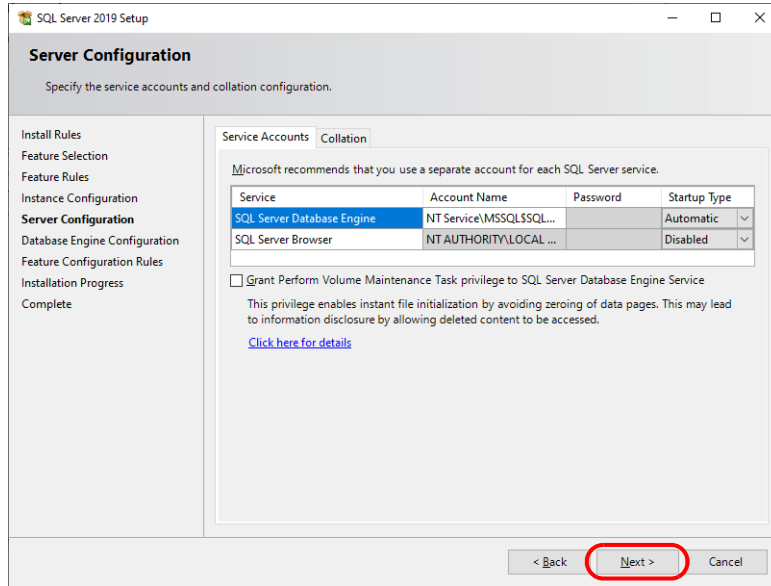 SQL Server 2019 Setup
Server Configuration
Specify the service accounts and collation configuration.
Install Rules
Feature Selection
Feature Rules
Instance Configuration
Server Configuration
Database Engine Configuration
Feature Configuration Rules
Installation Progress
Complete
Service Accounts Collation
Microsoft recommends that you use a separate account for each SQL Server service.
Service Account Name Password Startup Type
SQL Server Database Engine NT Service\MSSQL$SQL... Automatic
SQL Server Browser NT AUTHORITY\LOCAL ... Disabled
Grant Perform Volume Maintenance Task privilege to SQL Server Database Engine Service
This privilege enables instant file initialization by avoiding zeroing of data pages. This may lead
to information disclosure by allowing deleted content to be accessed.
Click here for details
< Back Next > Cancel